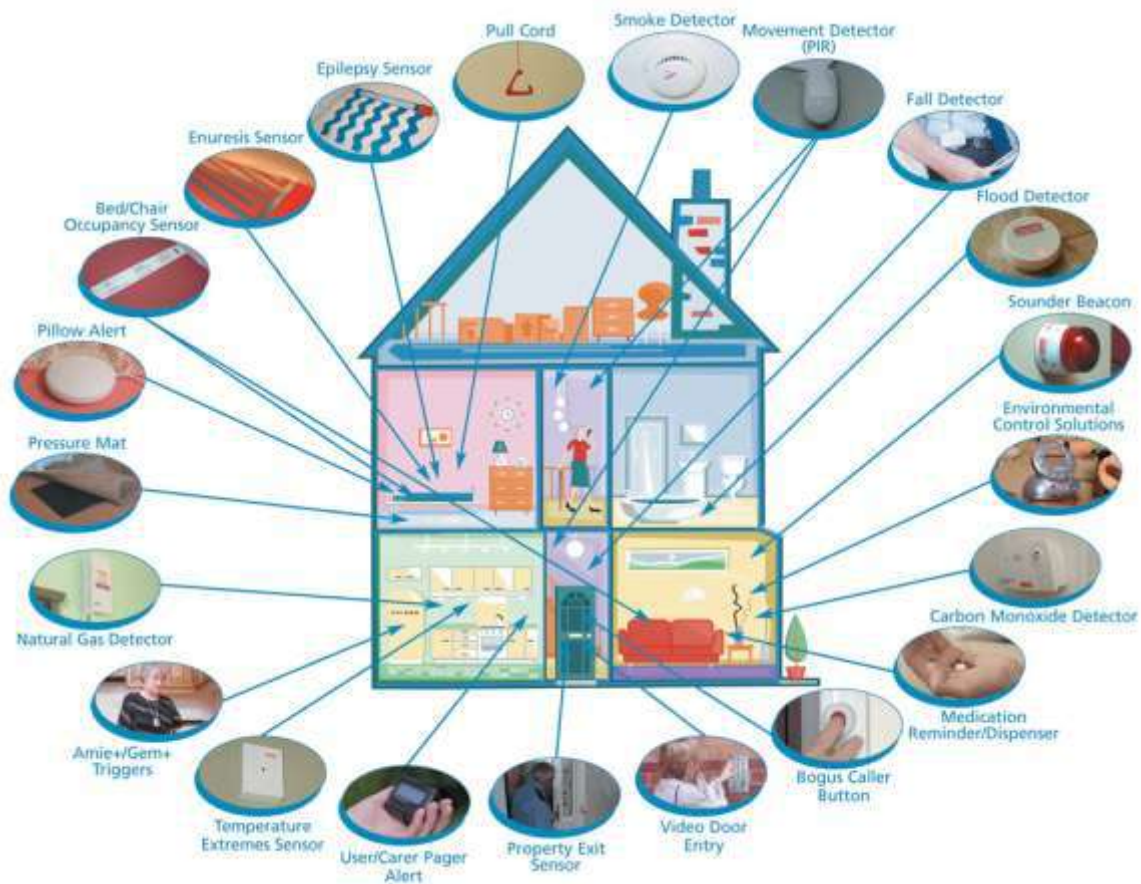 Pull Cord
Smoke Detector
Movement Detector
(PIR)
Epilepsy Sensor
Fall Detector
Enuresis Sensor
Flood Detector
Bed/Chair
Occupancy Sensor
Sounder Beacon
Pillow Alert
Environmental
Control Solutions
Pressure Mat
Natural Gas Detector
Carbon Monoxide Detector
Medication
Reminder/Dispenser
Amie+/Gem+
Triggers
Bogus Caller
Button
Temperature
Extremes Sensor
User/Carer Pager
Alert
Property Exit
Sensor
Video Door
Entry